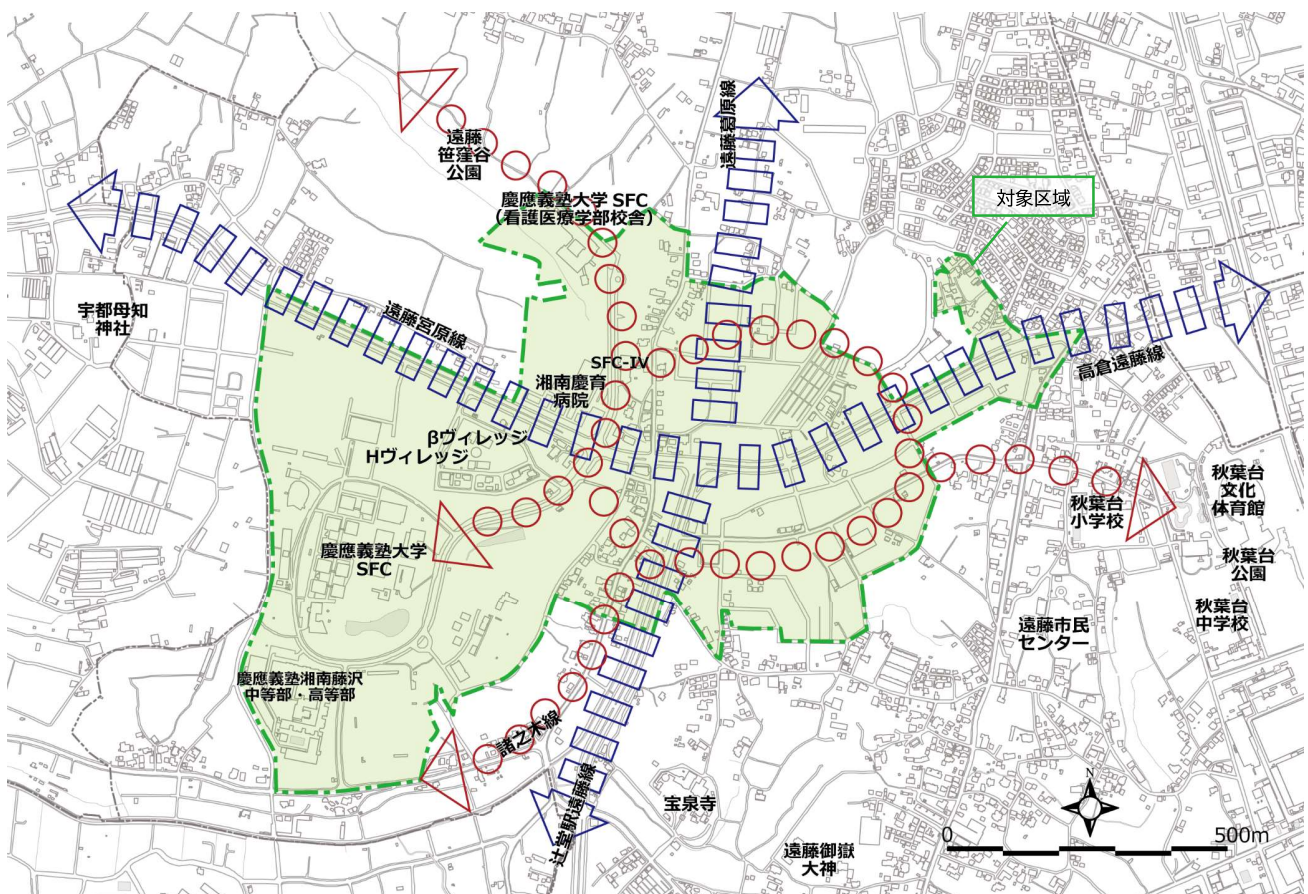 遠藤葛原線
遠藤
笹窪谷
公園
慶應義塾大学 SFC
（看護医療学部校舎）
対象区域
宇都母知
神社
遠藤宮原線
SFC-IV
湘南慶育
病院
高倉遠藤線
βヴィレッジ
Hヴィレッジ
秋葉台
文化
体育館
秋葉台
小学校
慶應義塾大学
SFC
秋葉台
公園
秋葉台
中学校
遠藤市民
センター
慶應義塾湘南藤沢
中等部・高等部
諸之木線
辻堂駅遠藤線
宝泉寺
遠藤御嶽
大神
N
0
500m